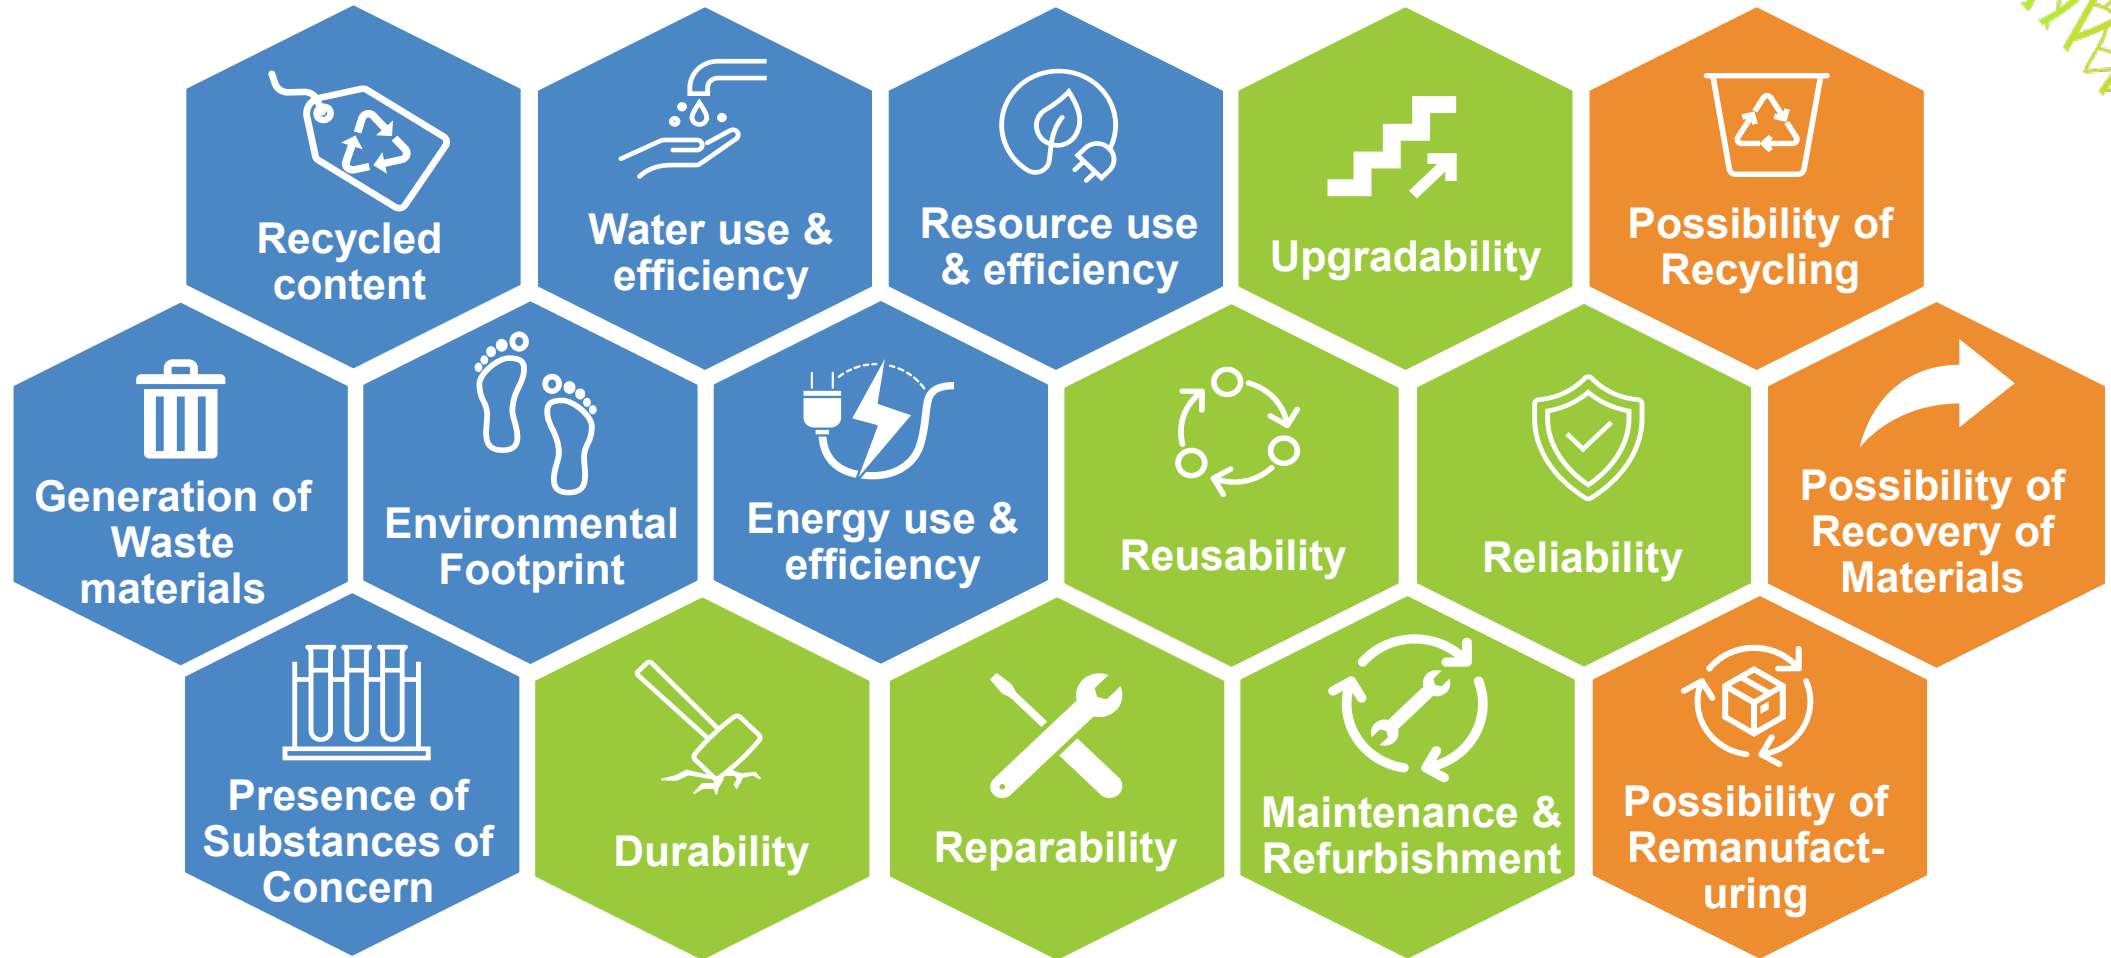 Recycled
content
Water use &
efficiency
Resource use
& efficiency
Upgradability
Possibility of
Recycling
Generation of
Waste
materials
Environmental
Footprint
Energy use &
efficiency
Reusability
Reliability
Possibility of
Recovery of
Materials
Presence of
Substances of
Concern
Durability
Reparability
Maintenance &
Refurbishment
Possibility of
Remanufact-
uring